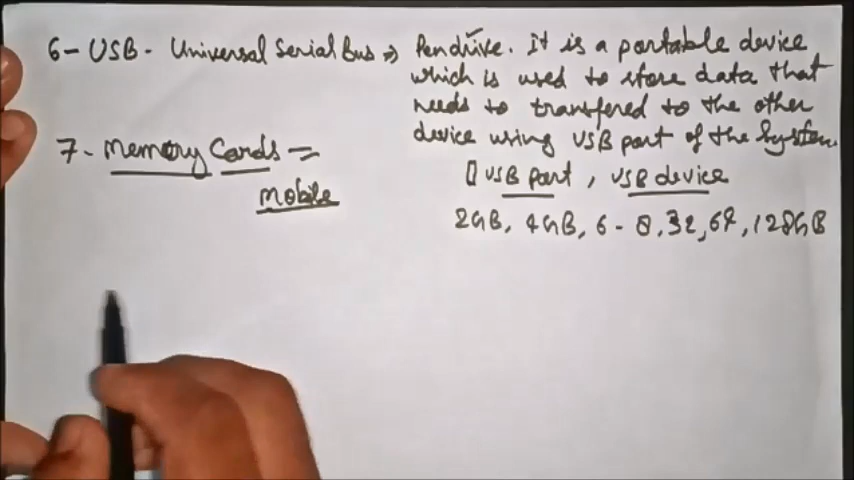 6- USB - Universal Serial Bus => Pendrive. It is a portable device
which is used to store data that
needs to transfered to the other
device using USB port of the System.
USB port, USB device
2GB, 4GB, 6 - 8, 32, 64, 128GB
7- Memory Cards =
Mobile